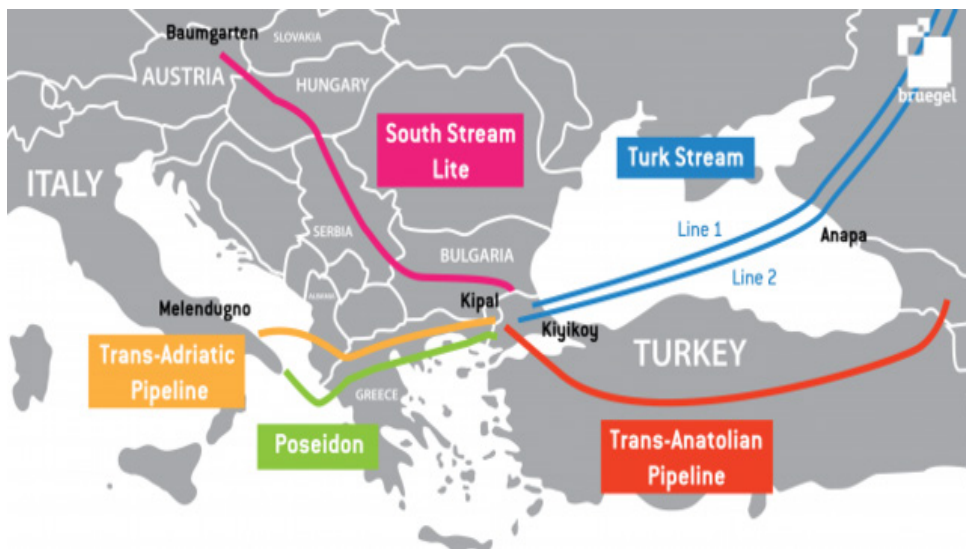 Baumgarten
SLOVAKIA
AUSTRIA
HUNGARY
bruegel
South Stream
Lite
Turk Stream
ITALY
Line 1
SERBIA
Anapa
BULGARIA
Line 2
Melendugno
Kipal
Kiyikoy
TURKEY
Trans-Adriatic
Pipeline
GREECE
Poseidon
Trans-Anatolian
Pipeline